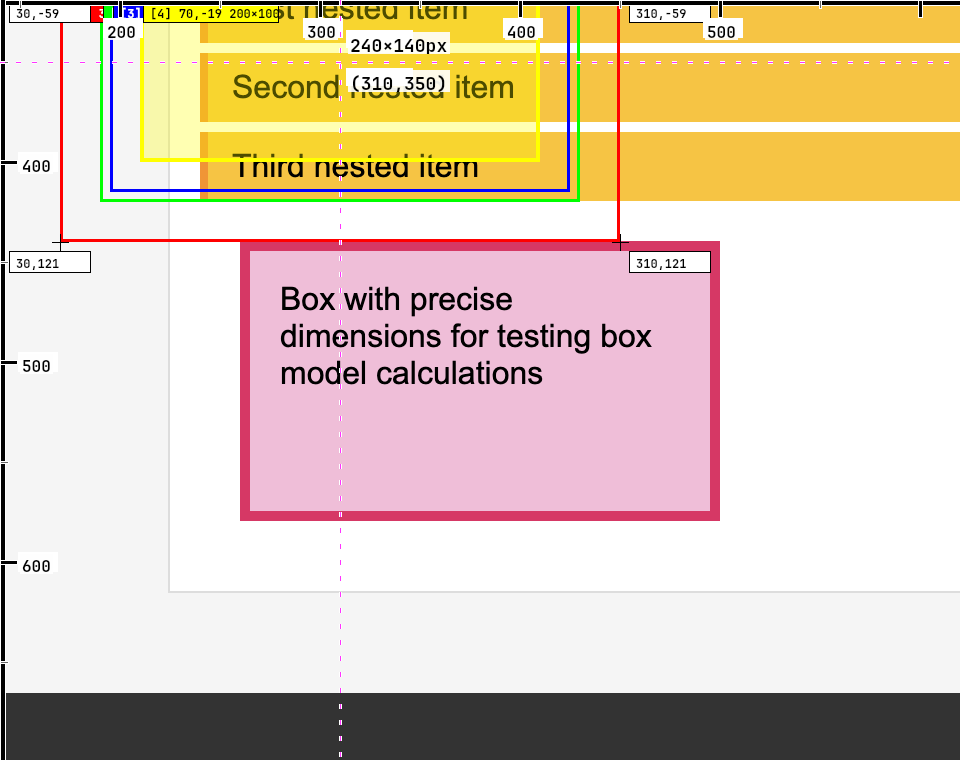 30,-59
3]
[4] 70,-19 200×100
st nested item
310,-59
200
300
400
500
240×140px
(310,350)
Second nested item
400
Third nested item
30,121
310,121
Box with precise
dimensions for testing box
model calculations
500
600